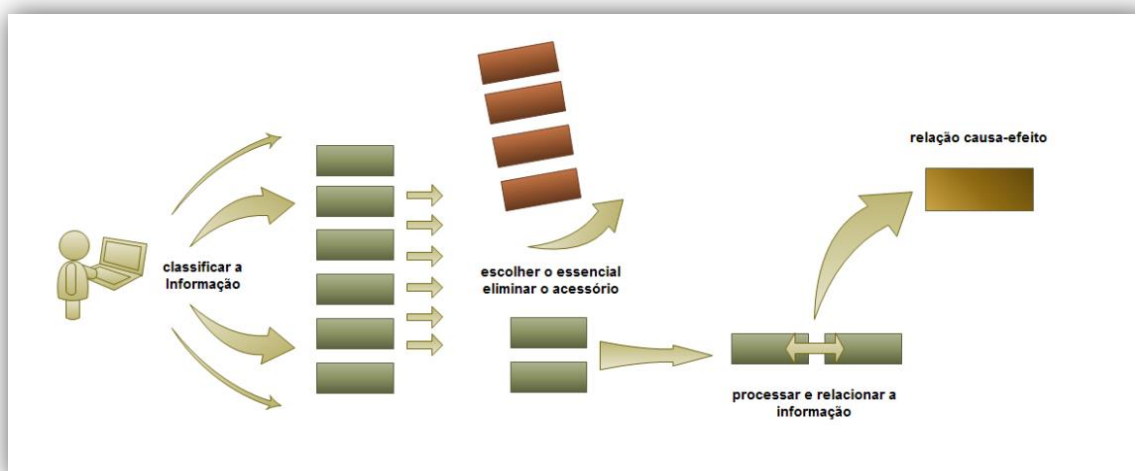 classificar a
Informação
escolher o essencial
eliminar o acessório
processar e relacionar a
informação
relação causa-efeito